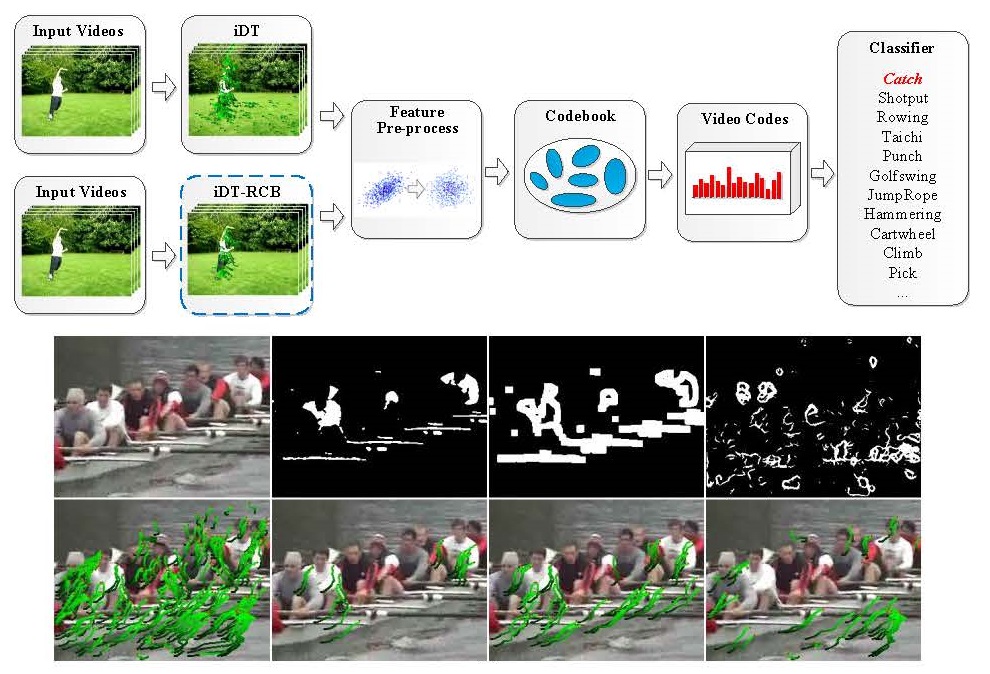 Input Videos
iDT
Input Videos
iDT-RCB
Feature
Pre-process
Codebook
Video Codes
Classifier
Catch
Shotput
Rowing
Taichi
Punch
Golfswing
JumpRope
Hammering
Cartwheel
Climb
Pick
...